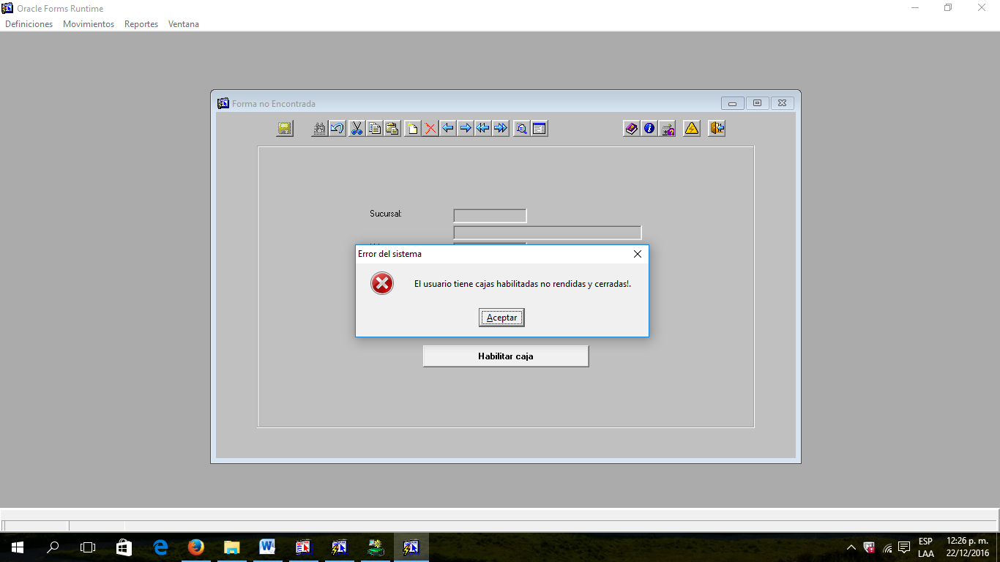 Oracle Forms Runtime
Definiciones Movimientos Reportes Ventana
Forma no Encontrada
Sucursal:
Error del sistema
El usuario tiene cajas habilitadas no rendidas y cerradas!.
Aceptar
Habilitar caja
ESP 12:26 p. m.
LAA 22/12/2016